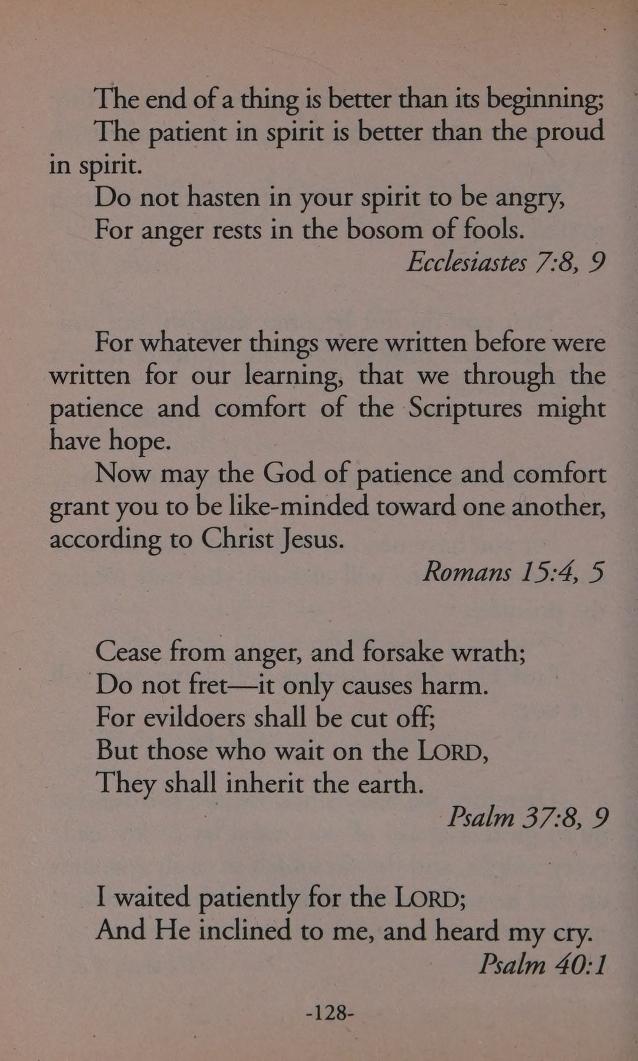 The end of a thing is better than its beginning;
The patient in spirit is better than the proud
in spirit.
Do not hasten in your spirit to be angry,
For anger rests in the bosom of fools.
Ecclesiastes 7:8, 9
For whatever things were written before were
written for our learning, that we through the
patience and comfort of the Scriptures might
have hope.
Now may the God of patience and comfort
grant you to be like-minded toward one another,
according to Christ Jesus.
Romans 15:4, 5
Cease from anger, and forsake wrath;
Do not fret—it only causes harm.
For evildoers shall be cut off;
But those who wait on the LORD,
They shall inherit the earth.
Psalm 37:8, 9
I waited patiently for the LORD;
And He inclined to me, and heard my cry.
Psalm 40:1
-128-